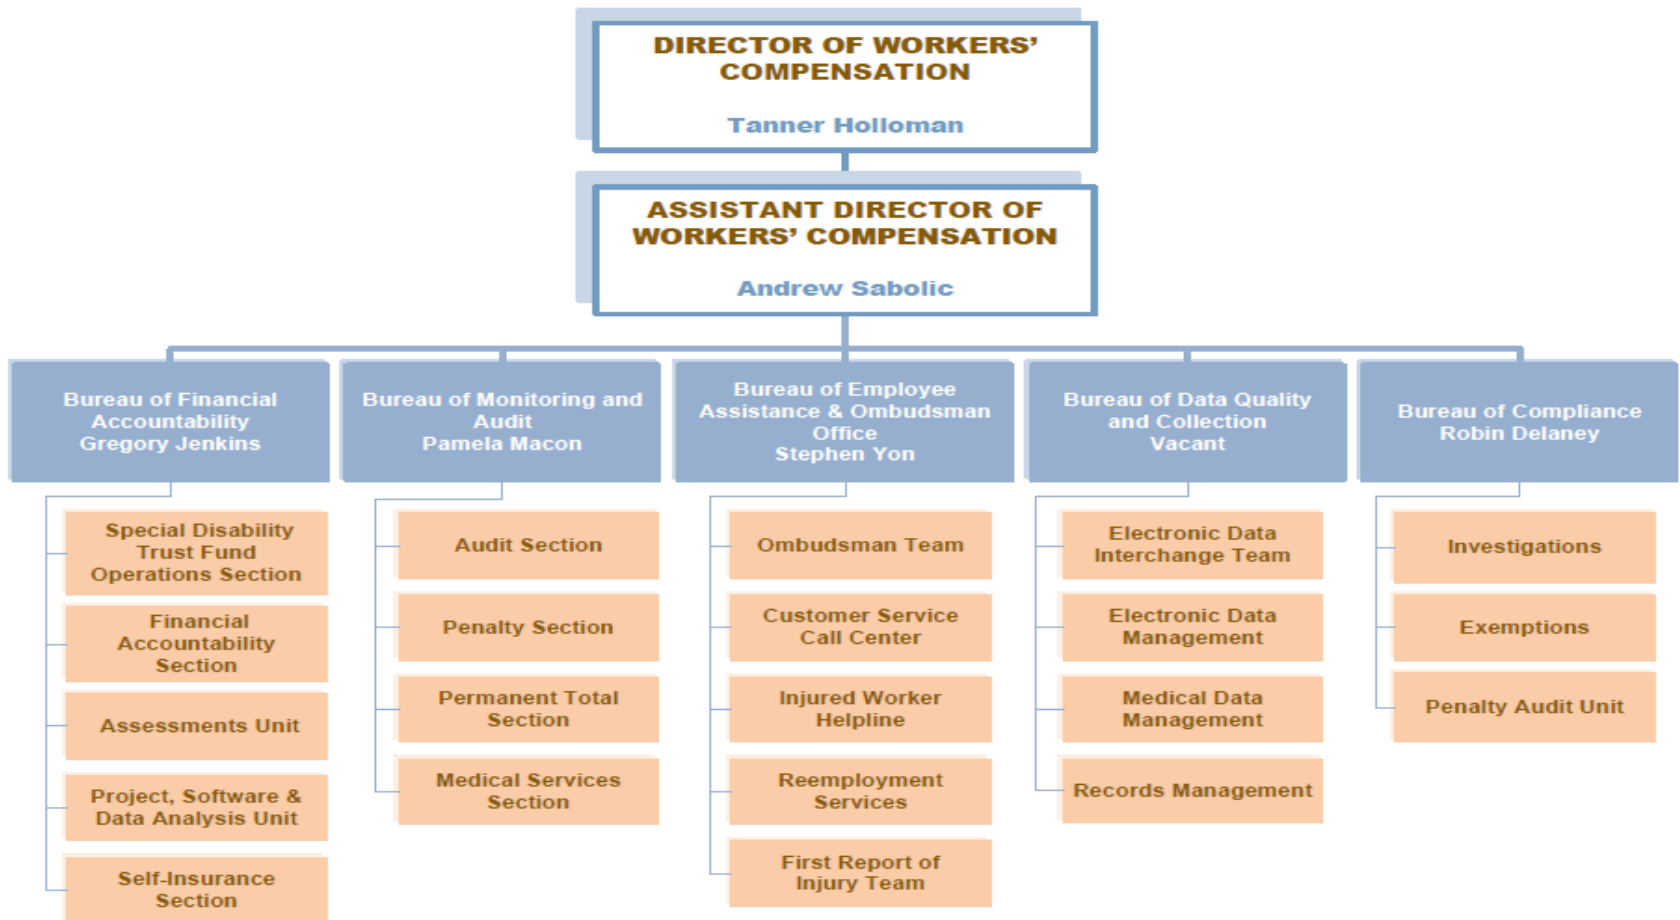 DIRECTOR OF WORKERS’
COMPENSATION
Tanner Holloman
ASSISTANT DIRECTOR OF
WORKERS’ COMPENSATION
Andrew Sabolic
Bureau of Financial
Accountability
Gregory Jenkins
Special Disability
Trust Fund
Operations Section
Financial
Accountability
Section
Assessments Unit
Project, Software &
Data Analysis Unit
Self-Insurance
Section
Bureau of Monitoring and
Audit
Pamela Macon
Audit Section
Penalty Section
Permanent Total
Section
Medical Services
Section
Bureau of Employee
Assistance & Ombudsman
Office
Stephen Yon
Ombudsman Team
Customer Service
Call Center
Injured Worker
Helpline
Reemployment
Services
First Report of
Injury Team
Bureau of Data Quality
and Collection
Vacant
Electronic Data
Interchange Team
Electronic Data
Management
Medical Data
Management
Records Management
Bureau of Compliance
Robin Delaney
Investigations
Exemptions
Penalty Audit Unit